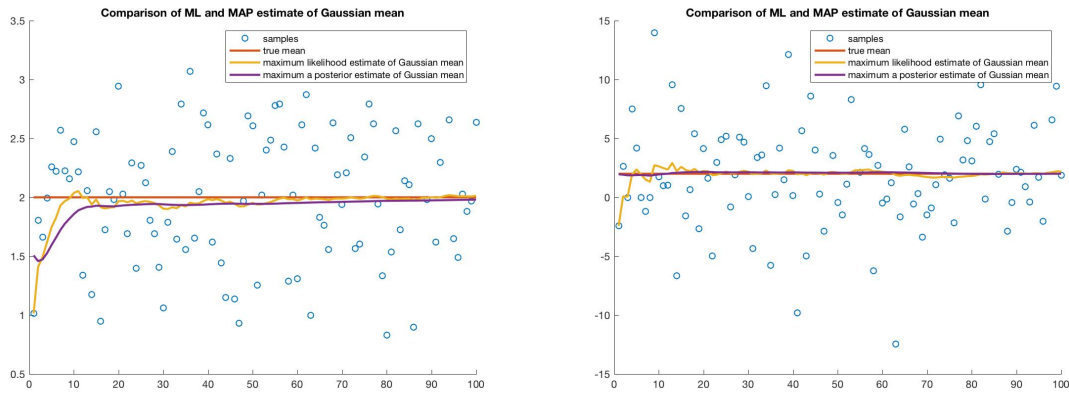 Comparison of ML and MAP estimate of Gaussian mean
3.5
3
2.5
2
1.5
1
0.5
0 10 20 30 40 50 60 70 80 90 100
samples
true mean
maximum likelihood estimate of Gaussian mean
maximum a posterior estimate of Gussian mean
Comparison of ML and MAP estimate of Gaussian mean
15
10
5
0
-5
-10
-15
0 10 20 30 40 50 60 70 80 90 100
samples
true mean
maximum likelihood estimate of Gaussian mean
maximum a posterior estimate of Gussian mean